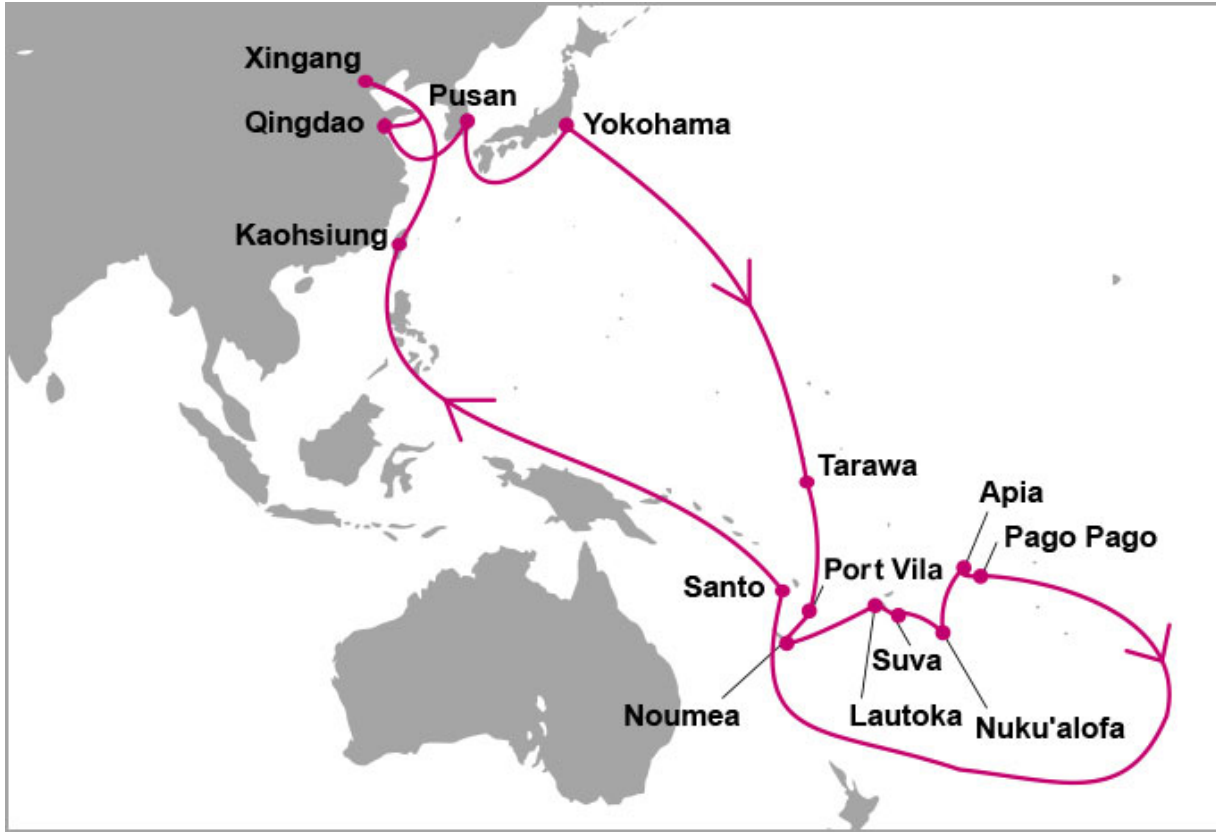 Xingang
Pusan
Qingdao
Yokohama
Kaohsiung
Tarawa
Apia
Pago Pago
Port Vila
Santo
Suva
Noumea
Lautoka
Nuku'alofa